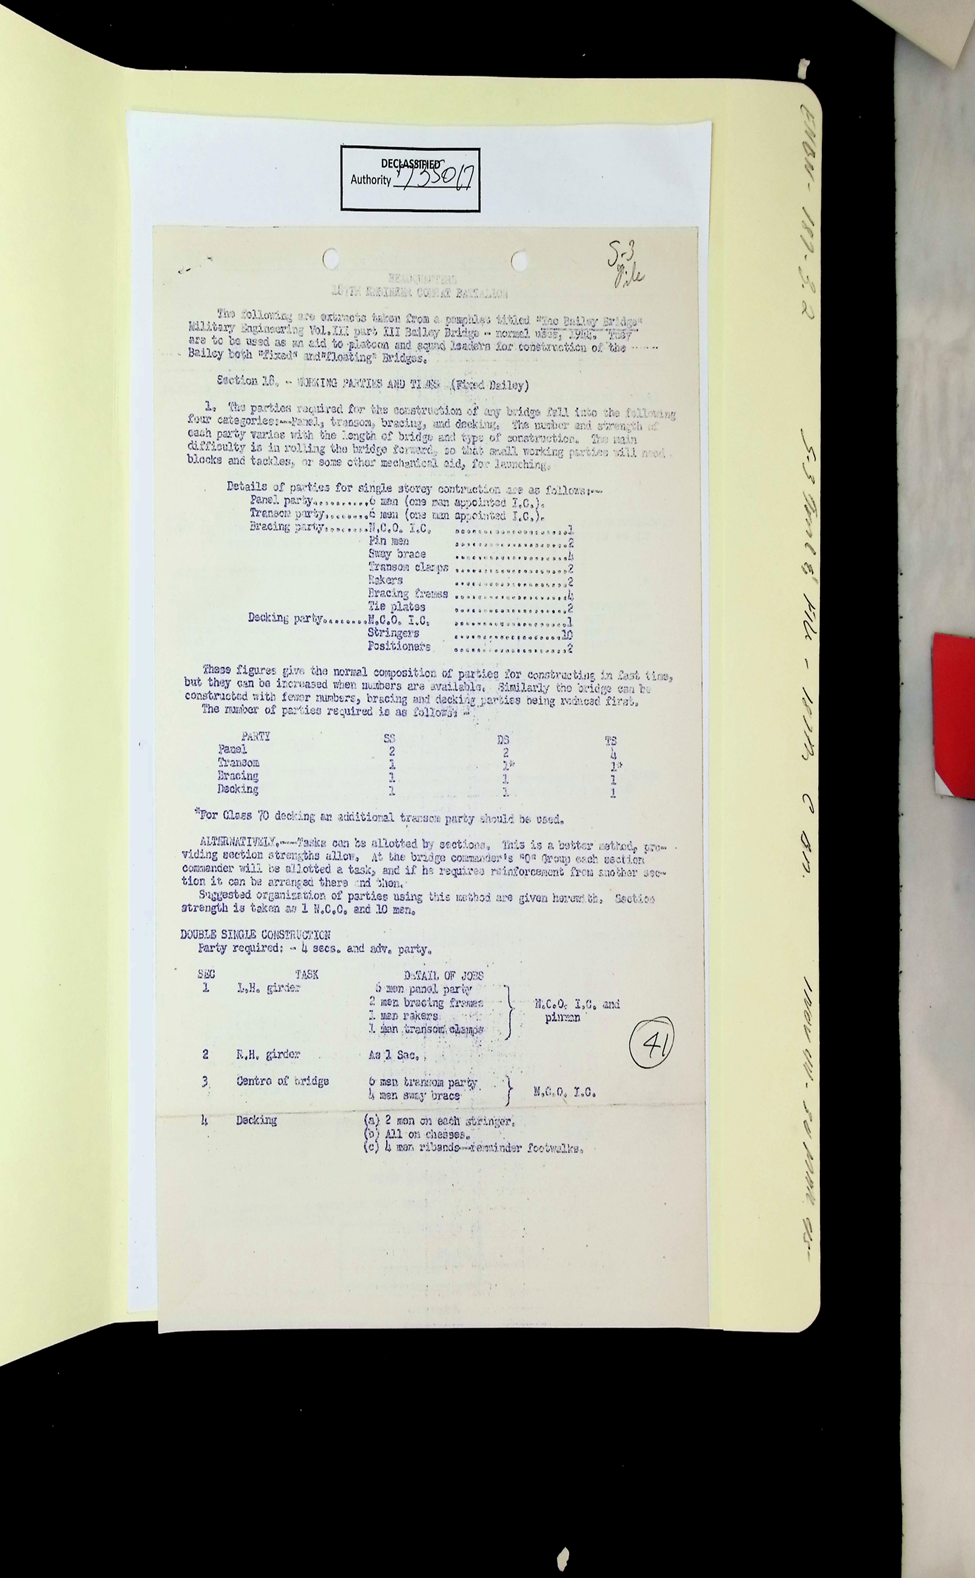 DECLASSIFIED
Authority 735017
S-3
File
HEADQUARTERS
187TH ENGINEER COMBAT BATTALION
The following are extracts taken from a pamphlet titled "The Bailey Bridge"
Military Engineering Vol.III part XII Bailey Bridge - normal uses, 1944. They
are to be used as an aid to platoon and squad leaders for construction of the
Bailey both "fixed" and"floating" Bridges.
Section 18. - WORKING PARTIES AND TIMES (Fixed Bailey)
1. The parties required for the construction of any bridge fall into the following
four categories:--Panel, transom, bracing, and decking. The number and strength of
each party varies with the length of bridge and type of construction. The main
difficulty is in rolling the bridge forward, so that small working parties will need
blocks and tackles, or some other mechanical aid, for launching.
Details of parties for single storey contruction are as follows:--
Panel party..........6 men (one man appointed I.C.).
Transom party........6 men (one man appointed I.C.).
Bracing party........N.C.O. I.C. ....................1
Pin men ....................2
Sway brace ....................4
Transom clamps ....................2
Rakers ....................2
Bracing frames ....................4
Tie plates ....................2
Decking party........N.C.O. I.C. ....................1
Stringers ...................10
Positioners ....................2
These figures give the normal composition of parties for constructing in fast time,
but they can be increased when numbers are available. Similarly the bridge can be
constructed with fewer numbers, bracing and decking parties being reduced first.
The number of parties required is as follows: -
PARTY SS DS TS
Panel 2 2 4
Transom 1 1* 1*
Bracing 1 1 1
Decking 1 1 1
*For Class 70 decking an additional transom party should be used.
ALTERNATIVELY.--Tasks can be allotted by sections. This is a better method, pro-
viding section strengths allow. At the bridge commander's "O" Group each section
commander will be allotted a task, and if he requires reinforcement from another sec-
tion it can be arranged there and then.
Suggested organization of parties using this method are given herewith. Section
strength is taken as 1 N.C.O. and 10 men.
DOUBLE SINGLE CONSTRUCTION
Party required: - 4 secs. and adv. party.
SEC TASK DETAIL OF JOBS
1 L.H. girder 6 men panel party
2 men bracing frames N.C.O. I.C. and
1 man rakers pinman
1 man transom clamps
41
2 R.H. girder As 1 Sec.
3 Centre of bridge 6 men transom party
4 men sway brace N.C.O. I.C.
4 Decking (a) 2 men on each stringer.
(b) All on chesses.
(c) 4 men ribands--remainder footwalks.
ENBN-187-3.2